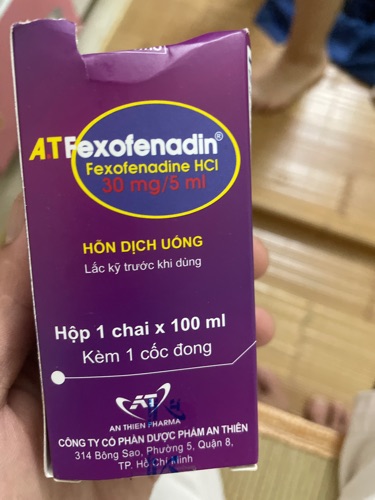 A.TFexofenadin®
Fexofenadine HCl
30 mg/5 ml
HỖN DỊCH UỐNG
Lắc kỹ trước khi dùng
Hộp 1 chai x 100 ml
Kèm 1 cốc đong
AN THIEN PHARMA
CÔNG TY CỔ PHẦN DƯỢC PHẨM AN THIÊN
314 Bông Sao, Phường 5, Quận 8,
TP. Hồ Chí Minh